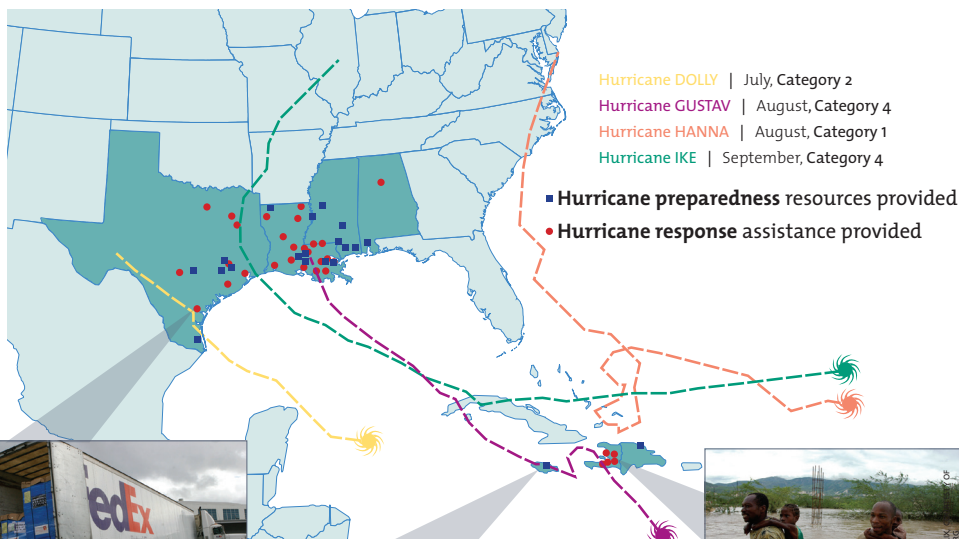 Hurricane DOLLY | July, Category 2
Hurricane GUSTAV | August, Category 4
Hurricane HANNA | August, Category 1
Hurricane IKE | September, Category 4
Hurricane preparedness resources provided
Hurricane response assistance provided
edEx